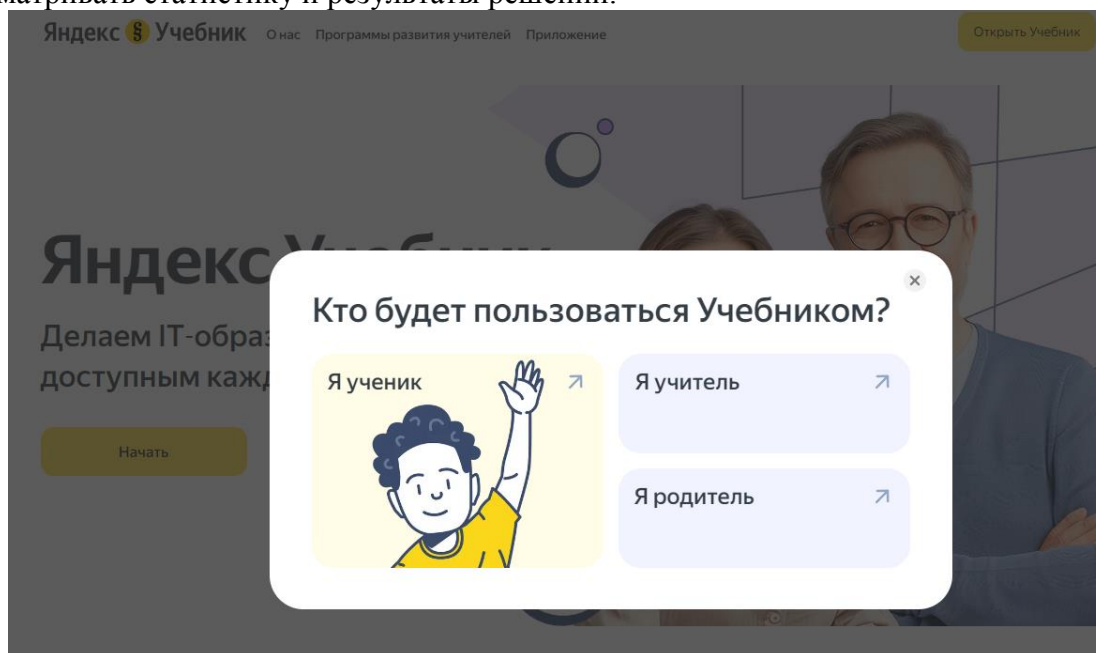 Яндекс § Учебник О нас Программы развития учителей Приложение Открыть Учебник
Яндекс
Делаем IT-образ
доступным кажд
Начать
Кто будет пользоваться Учебником?
Я ученик
Я учитель
Я родитель